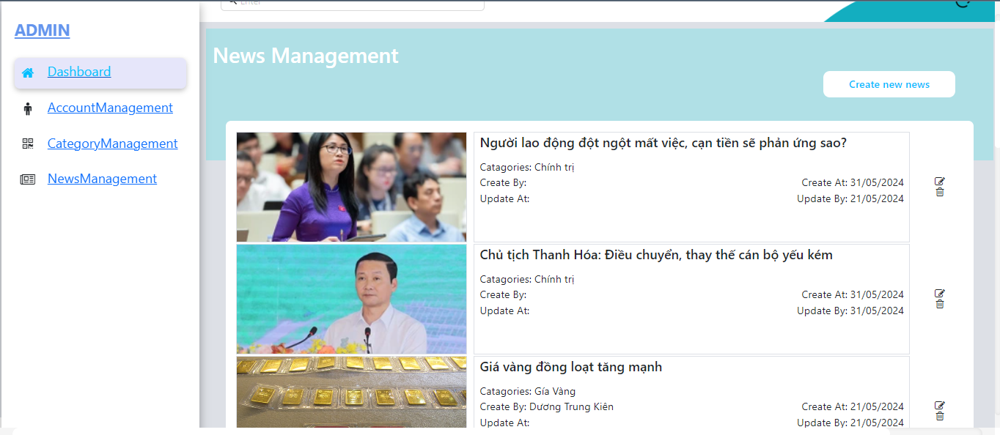 Enter
ADMIN
Dashboard
AccountManagement
CategoryManagement
NewsManagement
News Management
Create new news
Người lao động đột ngột mất việc, cạn tiền sẽ phản ứng sao?
Catagories: Chính trị
Create By: Create At: 31/05/2024
Update At: Update By: 21/05/2024
Chủ tịch Thanh Hóa: Điều chuyển, thay thế cán bộ yếu kém
Catagories: Chính trị
Create By: Create At: 31/05/2024
Update At: Update By: 31/05/2024
Giá vàng đồng loạt tăng mạnh
Catagories: Gía Vàng
Create By: Dương Trung Kiên Create At: 21/05/2024
Update At: Update By: 21/05/2024